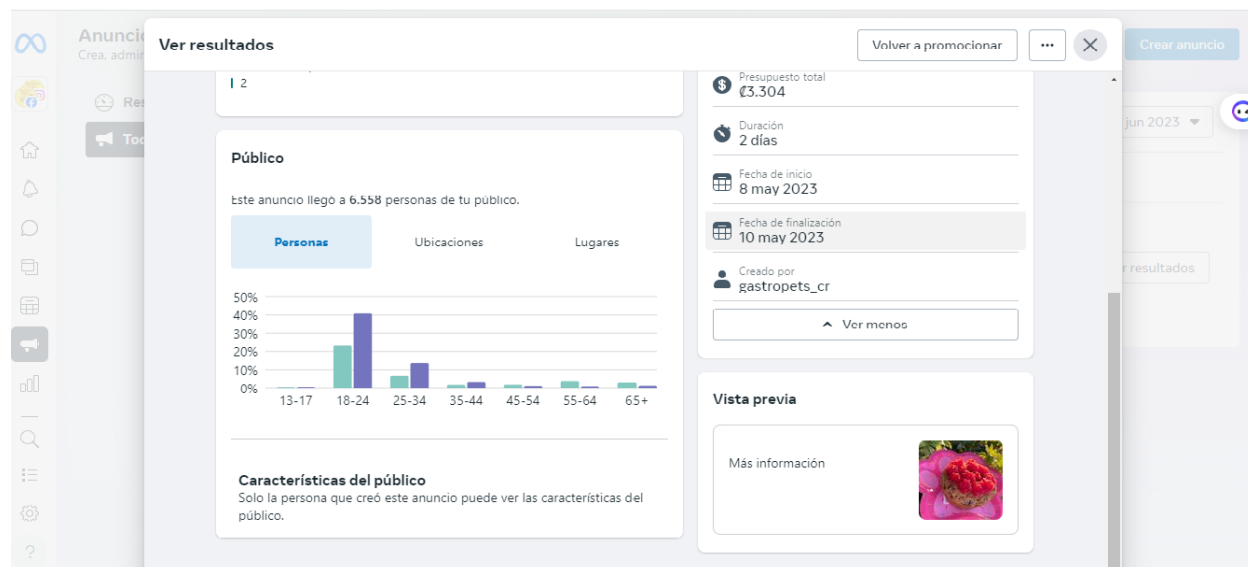 Anuncio
Crea, admin
Ver resultados
Volver a promocionar
Crear anuncio
2
Res
Tod
jun 2023
r resultados
Público
Este anuncio llegó a 6.558 personas de tu público.
Personas
Ubicaciones
Lugares
50%
40%
30%
20%
10%
0%
13-17 18-24 25-34 35-44 45-54 55-64 65+
Características del público
Solo la persona que creó este anuncio puede ver las características del
público.
Presupuesto total
₡3.304
Duración
2 días
Fecha de inicio
8 may 2023
Fecha de finalización
10 may 2023
Creado por
gastropets_cr
Ver menos
Vista previa
Más información